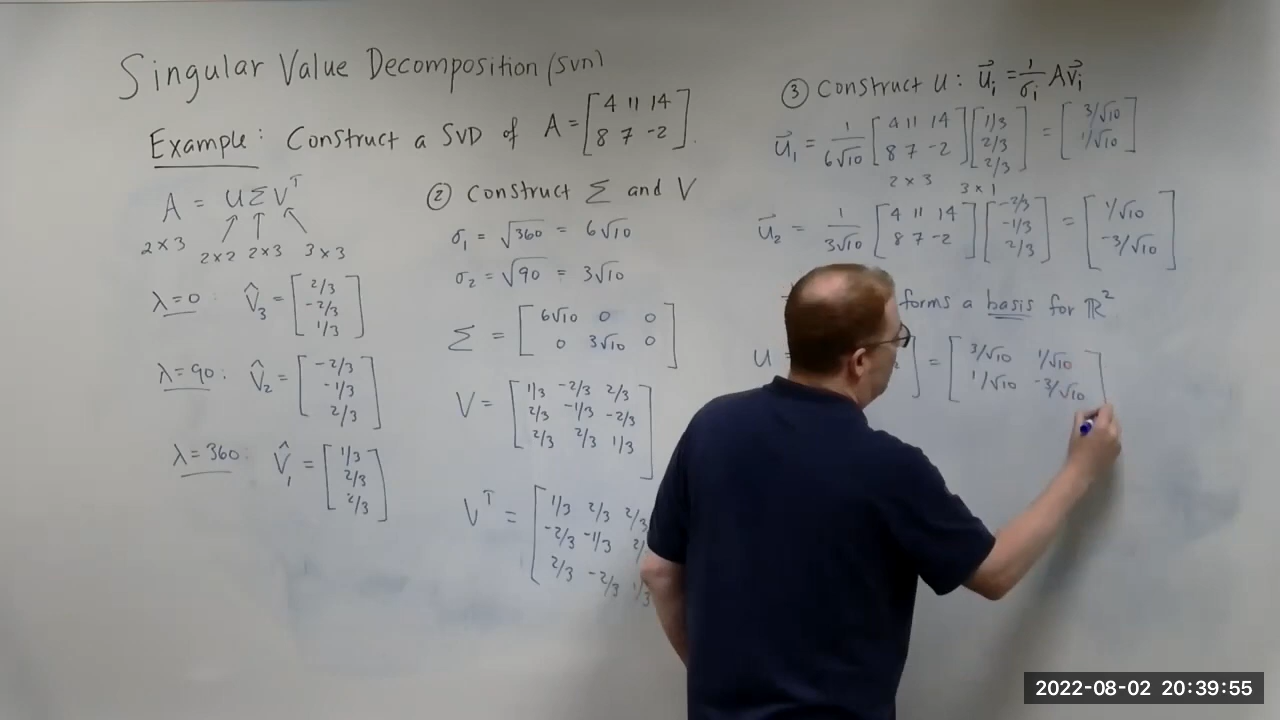 Singular Value Decomposition (SVD)
Example: Construct a SVD of A = [4 11 14
8 7 -2].
A = U Σ Vᵀ
2×3 2×2 2×3 3×3
λ=0 v̂₃ = [2/3
-2/3
1/3]
λ=90: v̂₂ = [-2/3
-1/3
2/3]
λ=360: v̂₁ = [1/3
2/3
2/3]
② Construct Σ and V
σ₁ = √360 = 6√10
σ₂ = √90 = 3√10
Σ = [6√10 0 0
0 3√10 0]
V = [1/3 -2/3 2/3
2/3 -1/3 -2/3
2/3 2/3 1/3]
Vᵀ = [1/3 2/3 2/3
-2/3 -1/3 2/
2/3 -2/3 1/3
③ Construct U: u⃗ᵢ = 1/σᵢ Av⃗ᵢ
u⃗₁ = 1/6√10 [4 11 14
8 7 -2] [1/3
2/3
2/3] = [3/√10
1/√10]
2×3 3×1
u⃗₂ = 1/3√10 [4 11 14
8 7 -2] [-2/3
-1/3
2/3] = [1/√10
-3/√10]
forms a basis for ℝ²
U = ] = [3/√10 1/√10
1/√10 -3/√10]
2022-08-02 20:39:55